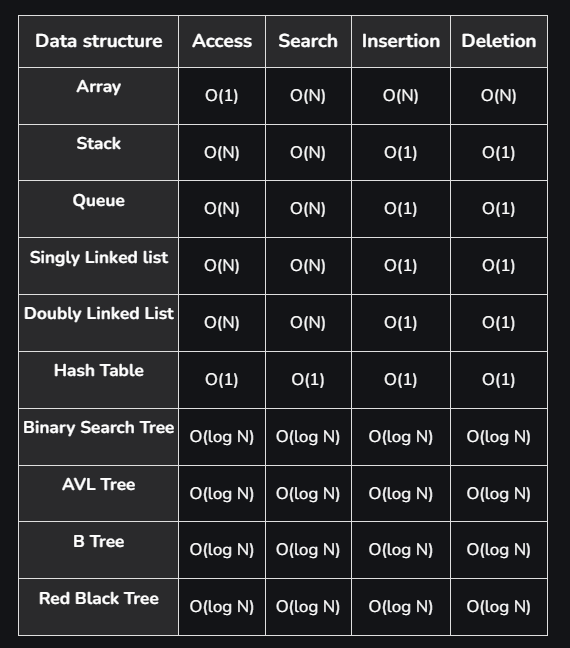 Data structure Access Search Insertion Deletion
Array O(1) O(N) O(N) O(N)
Stack O(N) O(N) O(1) O(1)
Queue O(N) O(N) O(1) O(1)
Singly Linked list O(N) O(N) O(1) O(1)
Doubly Linked List O(N) O(N) O(1) O(1)
Hash Table O(1) O(1) O(1) O(1)
Binary Search Tree O(log N) O(log N) O(log N) O(log N)
AVL Tree O(log N) O(log N) O(log N) O(log N)
B Tree O(log N) O(log N) O(log N) O(log N)
Red Black Tree O(log N) O(log N) O(log N) O(log N)